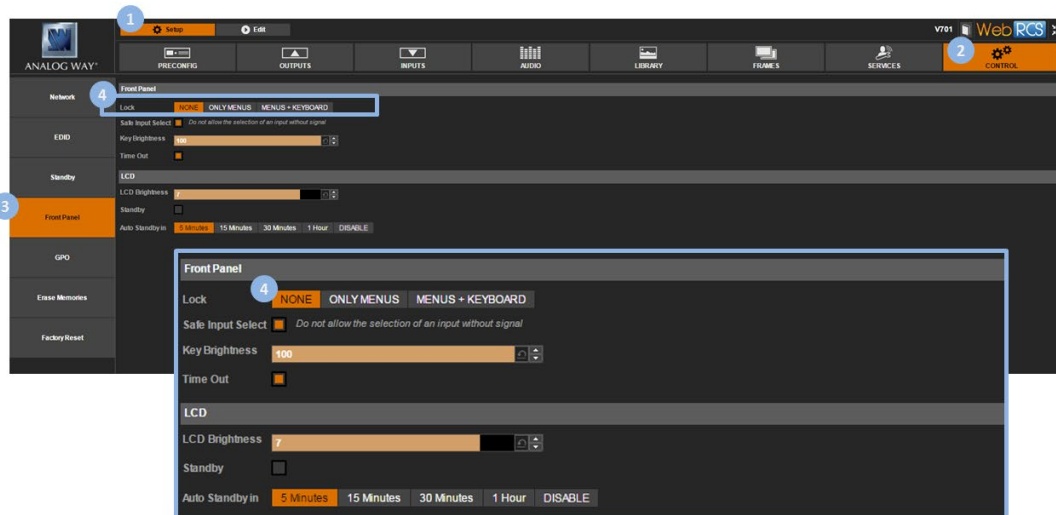 1
Setup
Edit
V701
Web RCS
ANALOG WAY®
PRECONFIG
OUTPUTS
INPUTS
AUDIO
LIBRARY
FRAMES
SERVICES
2
CONTROL
Network
EDID
Standby
3
Front Panel
GPO
Erase Memories
Factory Reset
4
Front Panel
Lock NONE ONLY MENUS MENUS + KEYBOARD
Safe Input Select Do not allow the selection of an input without signal
Key Brightness 100
Time Out
LCD
LCD Brightness 7
Standby
Auto Standby in 5 Minutes 15 Minutes 30 Minutes 1 Hour DISABLE
Front Panel
4
Lock NONE ONLY MENUS MENUS + KEYBOARD
Safe Input Select Do not allow the selection of an input without signal
Key Brightness 100
Time Out
LCD
LCD Brightness 7
Standby
Auto Standby in 5 Minutes 15 Minutes 30 Minutes 1 Hour DISABLE